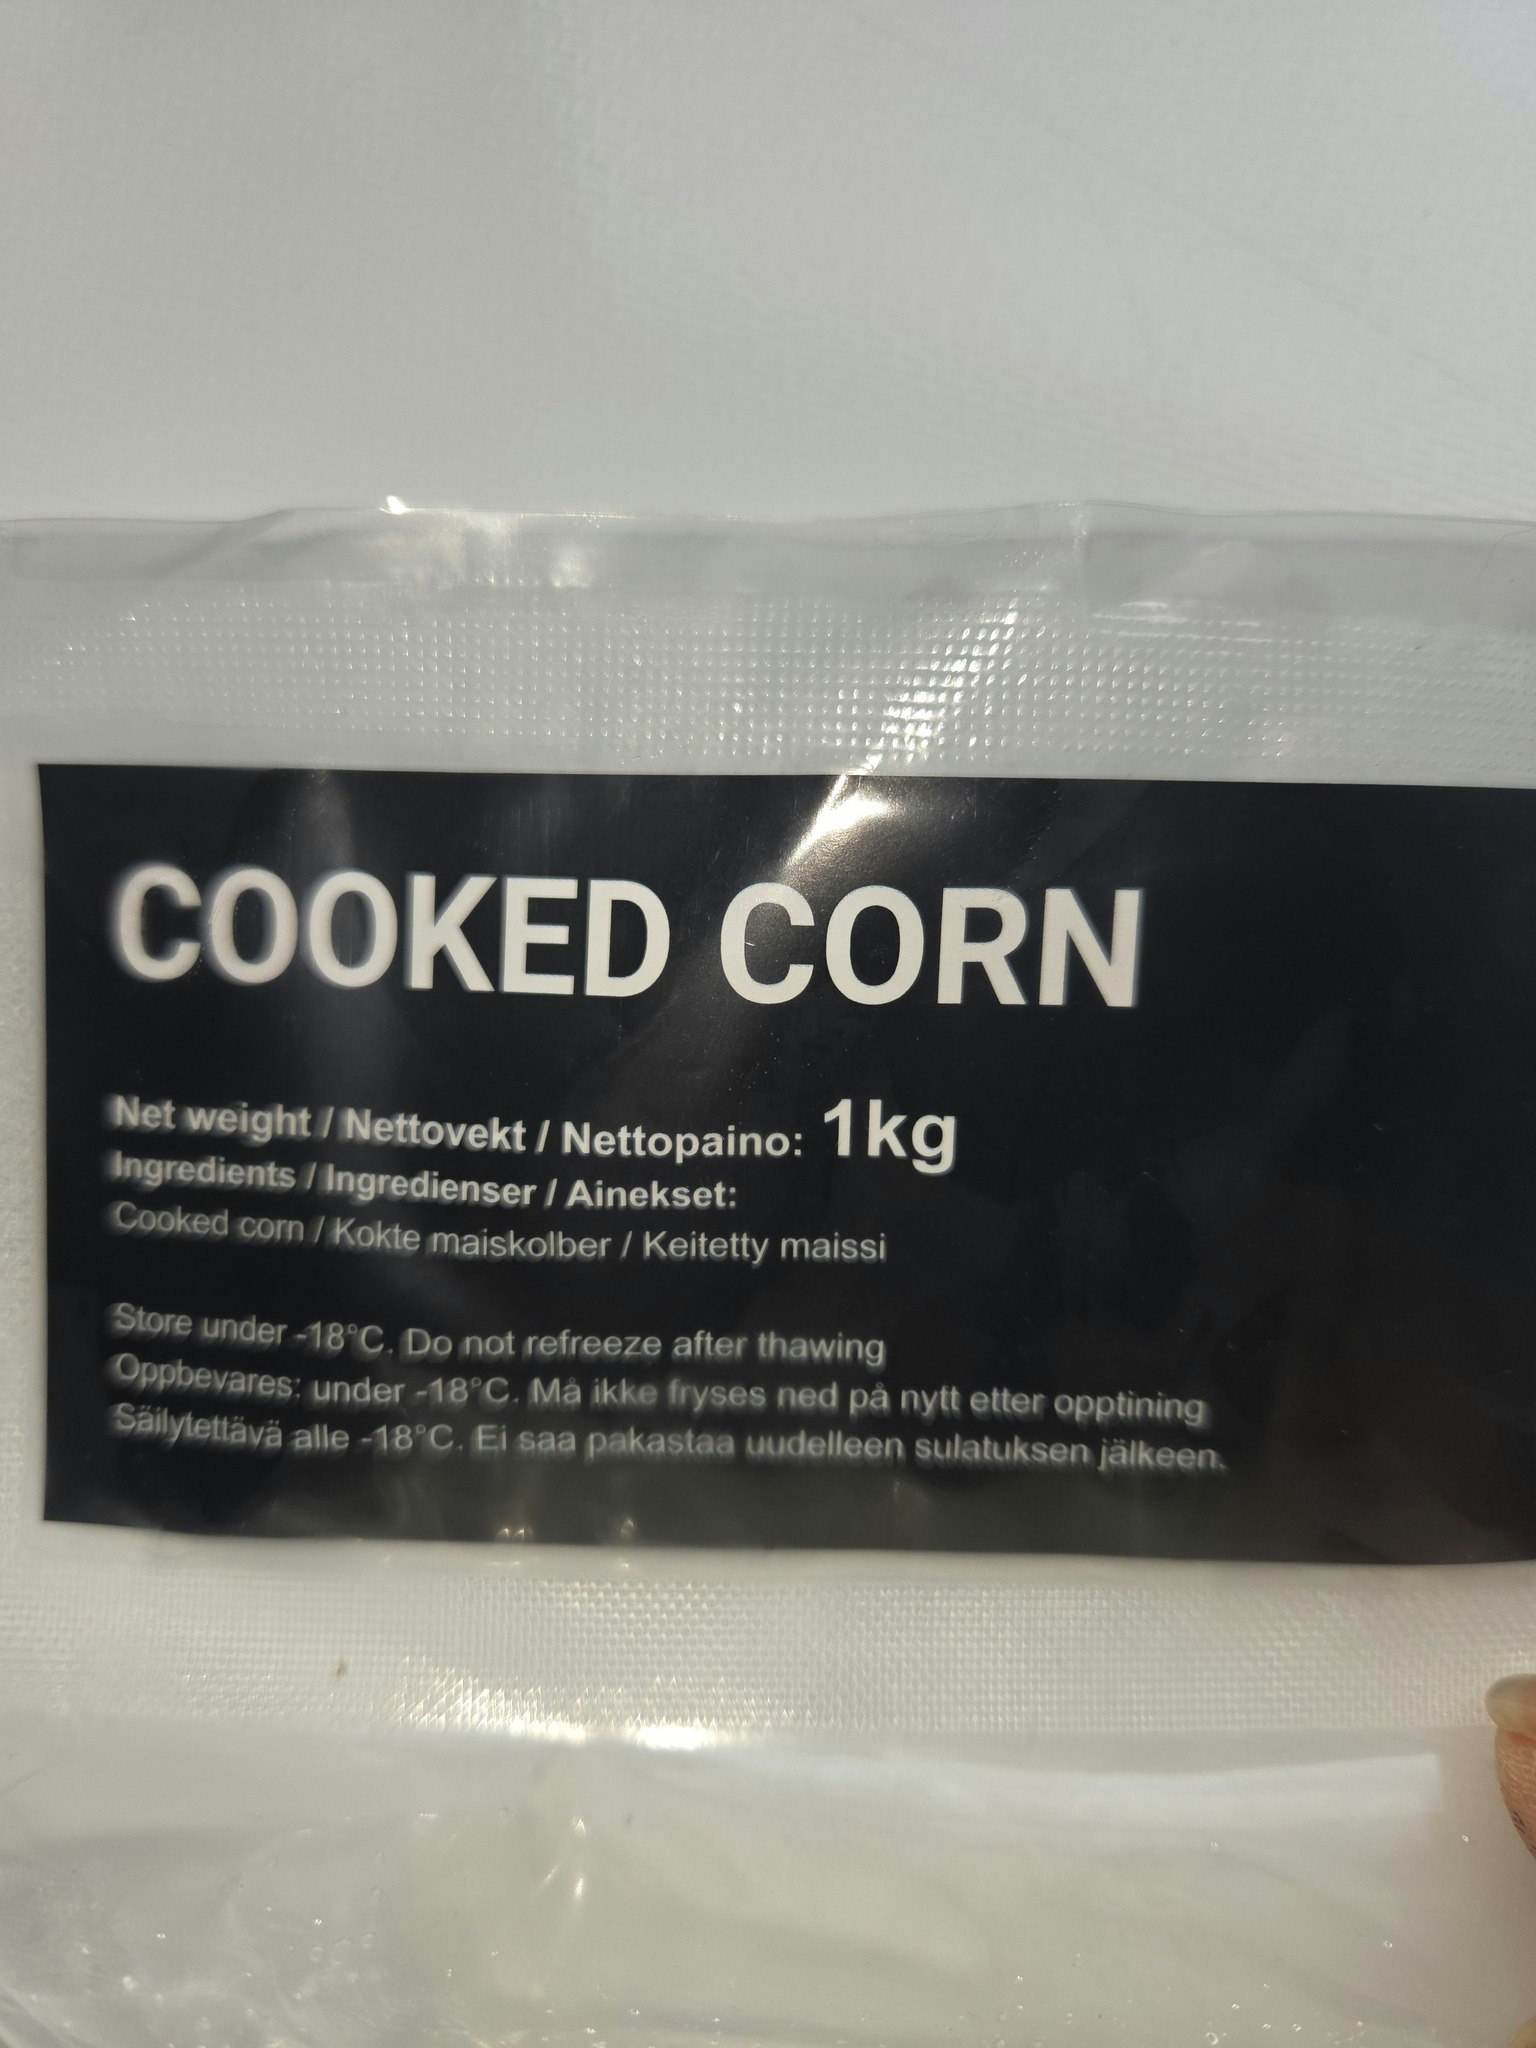 COOKED CORN
Net weight / Nettovekt / Nettopaino: 1kg
Ingredients / Ingredienser / Ainekset:
Cooked corn / Kokte maiskolber / Keitetty maissi
Store under -18°C. Do not refreeze after thawing
Oppbevares: under -18°C. Må ikke fryses ned på nytt etter opptining
Säilytettävä alle -18°C. Ei saa pakastaa uudelleen sulatuksen jälkeen.